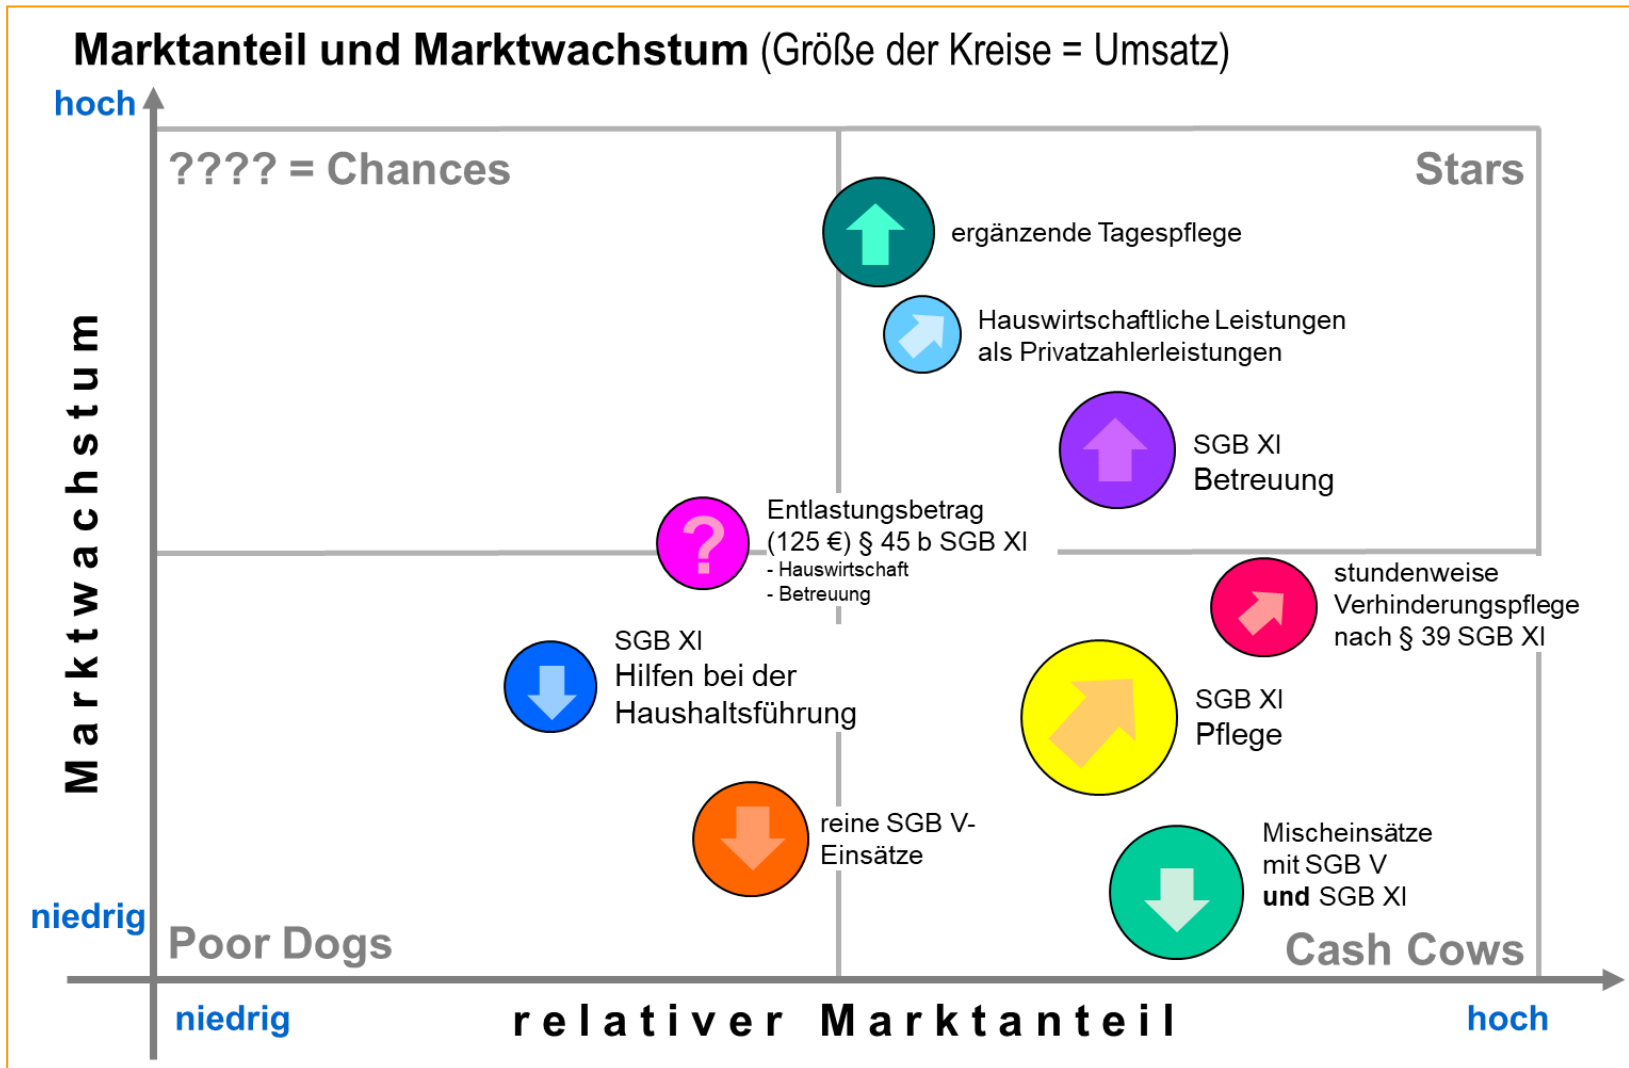 Marktanteil und Marktwachstum (Größe der Kreise = Umsatz)
hoch
???? = Chances
Stars
ergänzende Tagespflege
Hauswirtschaftliche Leistungen
als Privatzahlerleistungen
SGB XI
Betreuung
Entlastungsbetrag
(125 €) § 45 b SGB XI
- Hauswirtschaft
- Betreuung
?
stundenweise
Verhinderungspflege
nach § 39 SGB XI
SGB XI
Hilfen bei der
Haushaltsführung
SGB XI
Pflege
reine SGB V-
Einsätze
Mischeinsätze
mit SGB V
und SGB XI
Marktwachstum
niedrig
Poor Dogs
Cash Cows
niedrig
relativer Marktanteil
hoch